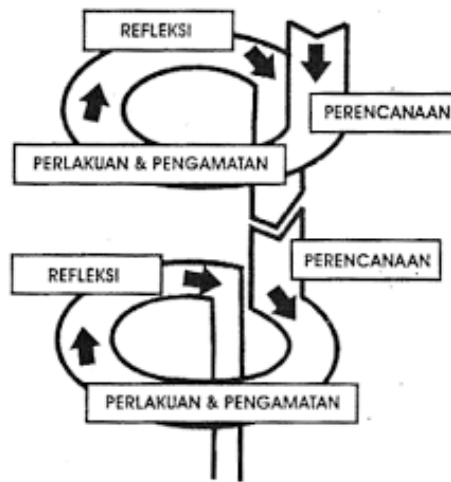 REFLEKSI
PERENCANAAN
PERLAKUAN & PENGAMATAN
REFLEKSI
PERENCANAAN
PERLAKUAN & PENGAMATAN